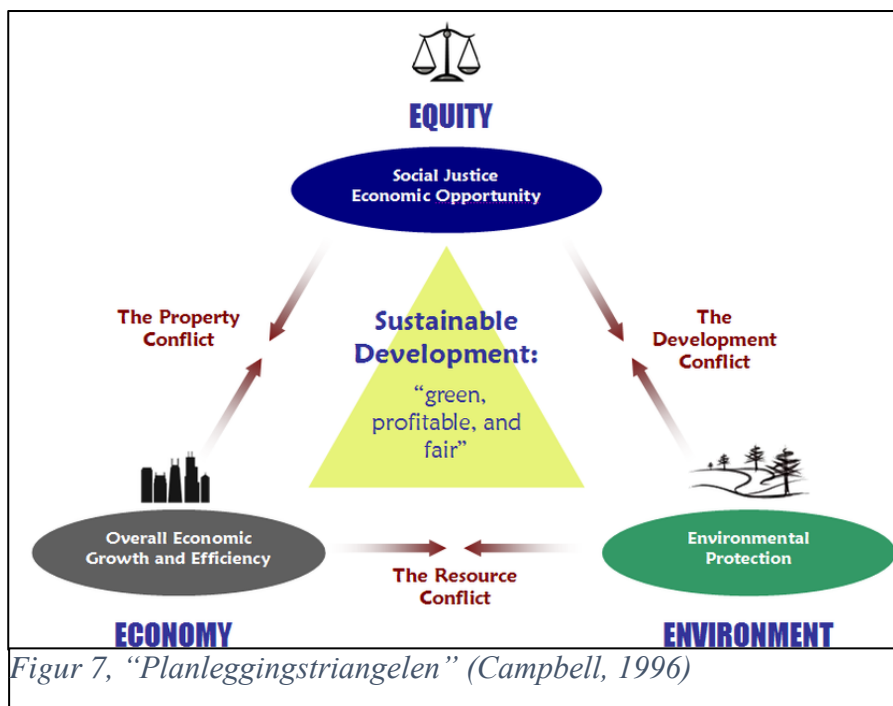 EQUITY
Social Justice
Economic Opportunity
The Property
Conflict
Sustainable
Development:
“green,
profitable, and
fair”
The
Development
Conflict
Overall Economic
Growth and Efficiency
The Resource
Conflict
Environmental
Protection
ECONOMY
ENVIRONMENT
Figur 7, “Planleggingstriangelen” (Campbell, 1996)